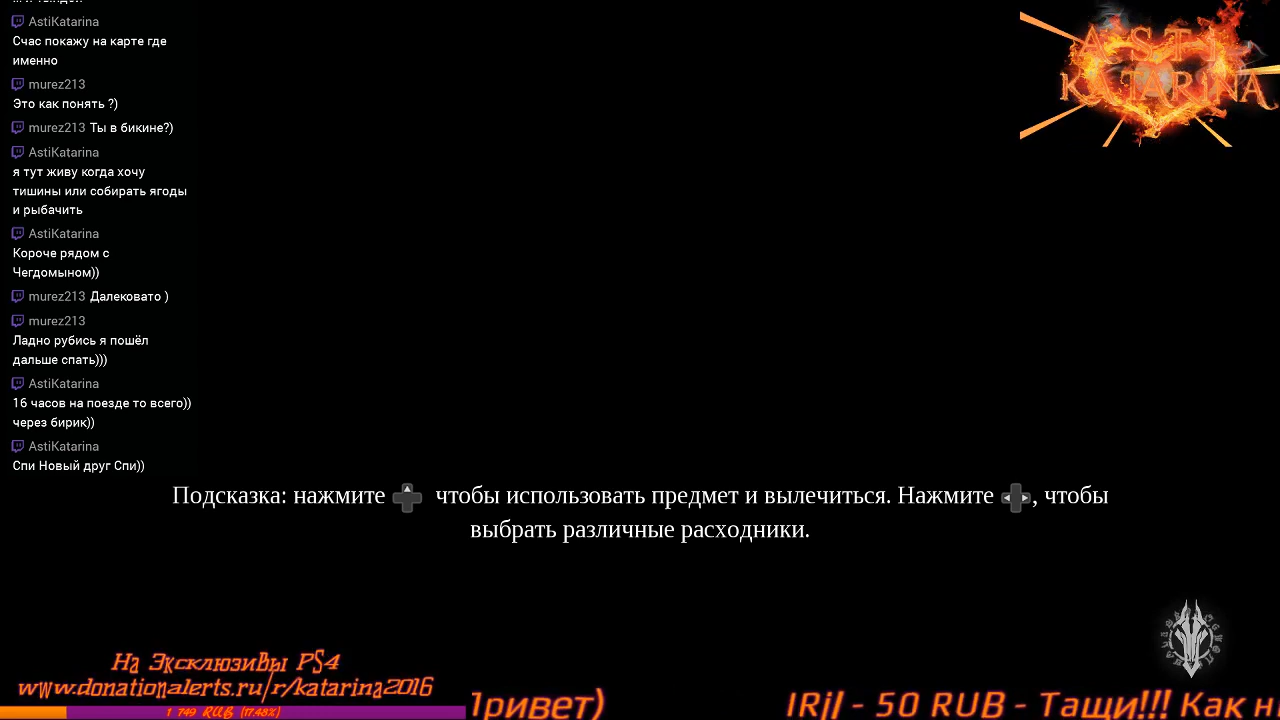 AstiKatarina
Счас покажу на карте где
именно
murez213
Это как понять ?)
murez213 Ты в бикине?)
AstiKatarina
я тут живу когда хочу
тишины или собирать ягоды
и рыбачить
AstiKatarina
Короче рядом с
Чегдомыном))
murez213 Далековато )
murez213
Ладно рубись я пошёл
дальше спать)))
AstiKatarina
16 часов на поезде то всего))
через бирик))
AstiKatarina
Спи Новый друг Спи))
ASTI
KATARINA
Подсказка: нажмите чтобы использовать предмет и вылечиться. Нажмите , чтобы
выбрать различные расходники.
На Эксклюзивы PS4
www.donationalerts.ru/r/katarina2016
1 749 RUB (17.48%)
Привет) IRjl - 50 RUB - Тащи!!! Как